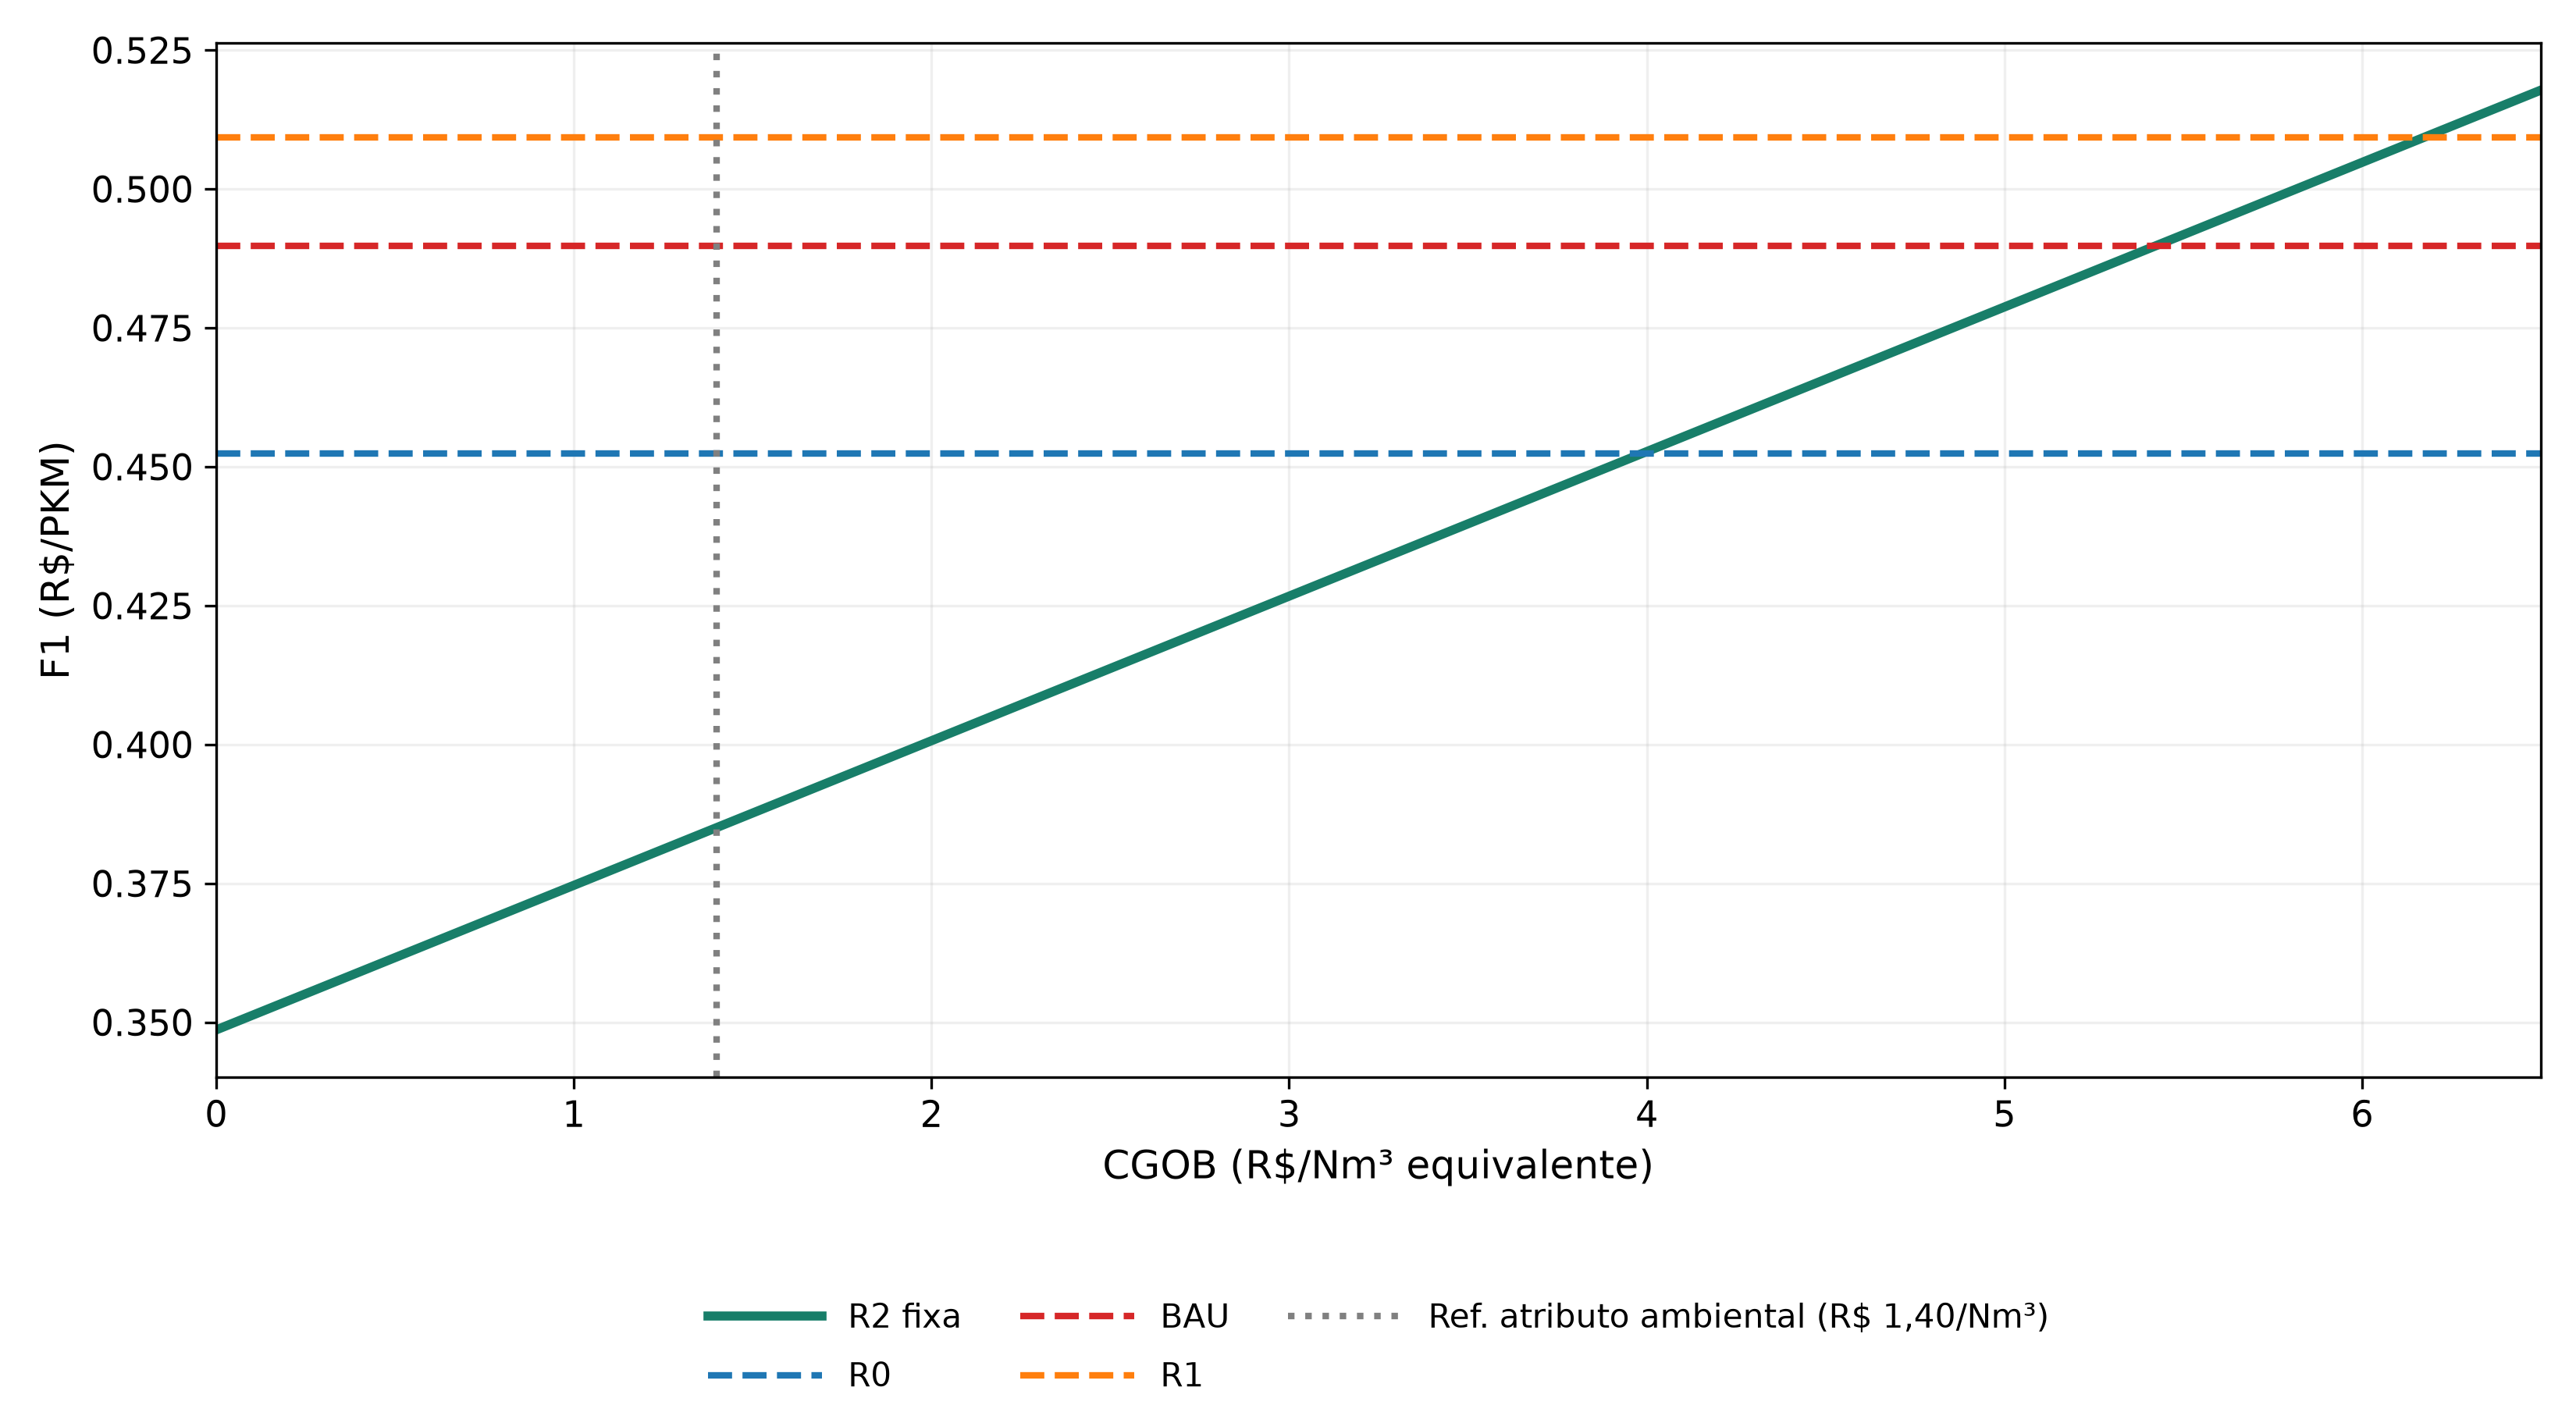 0.525
0.500
0.475
0.450
0.425
0.400
0.375
0.350
F1 (R$/PKM)
0 1 2 3 4 5 6
CGOB (R$/Nm³ equivalente)
R2 fixa BAU Ref. atributo ambiental (R$ 1,40/Nm³)
R0 R1